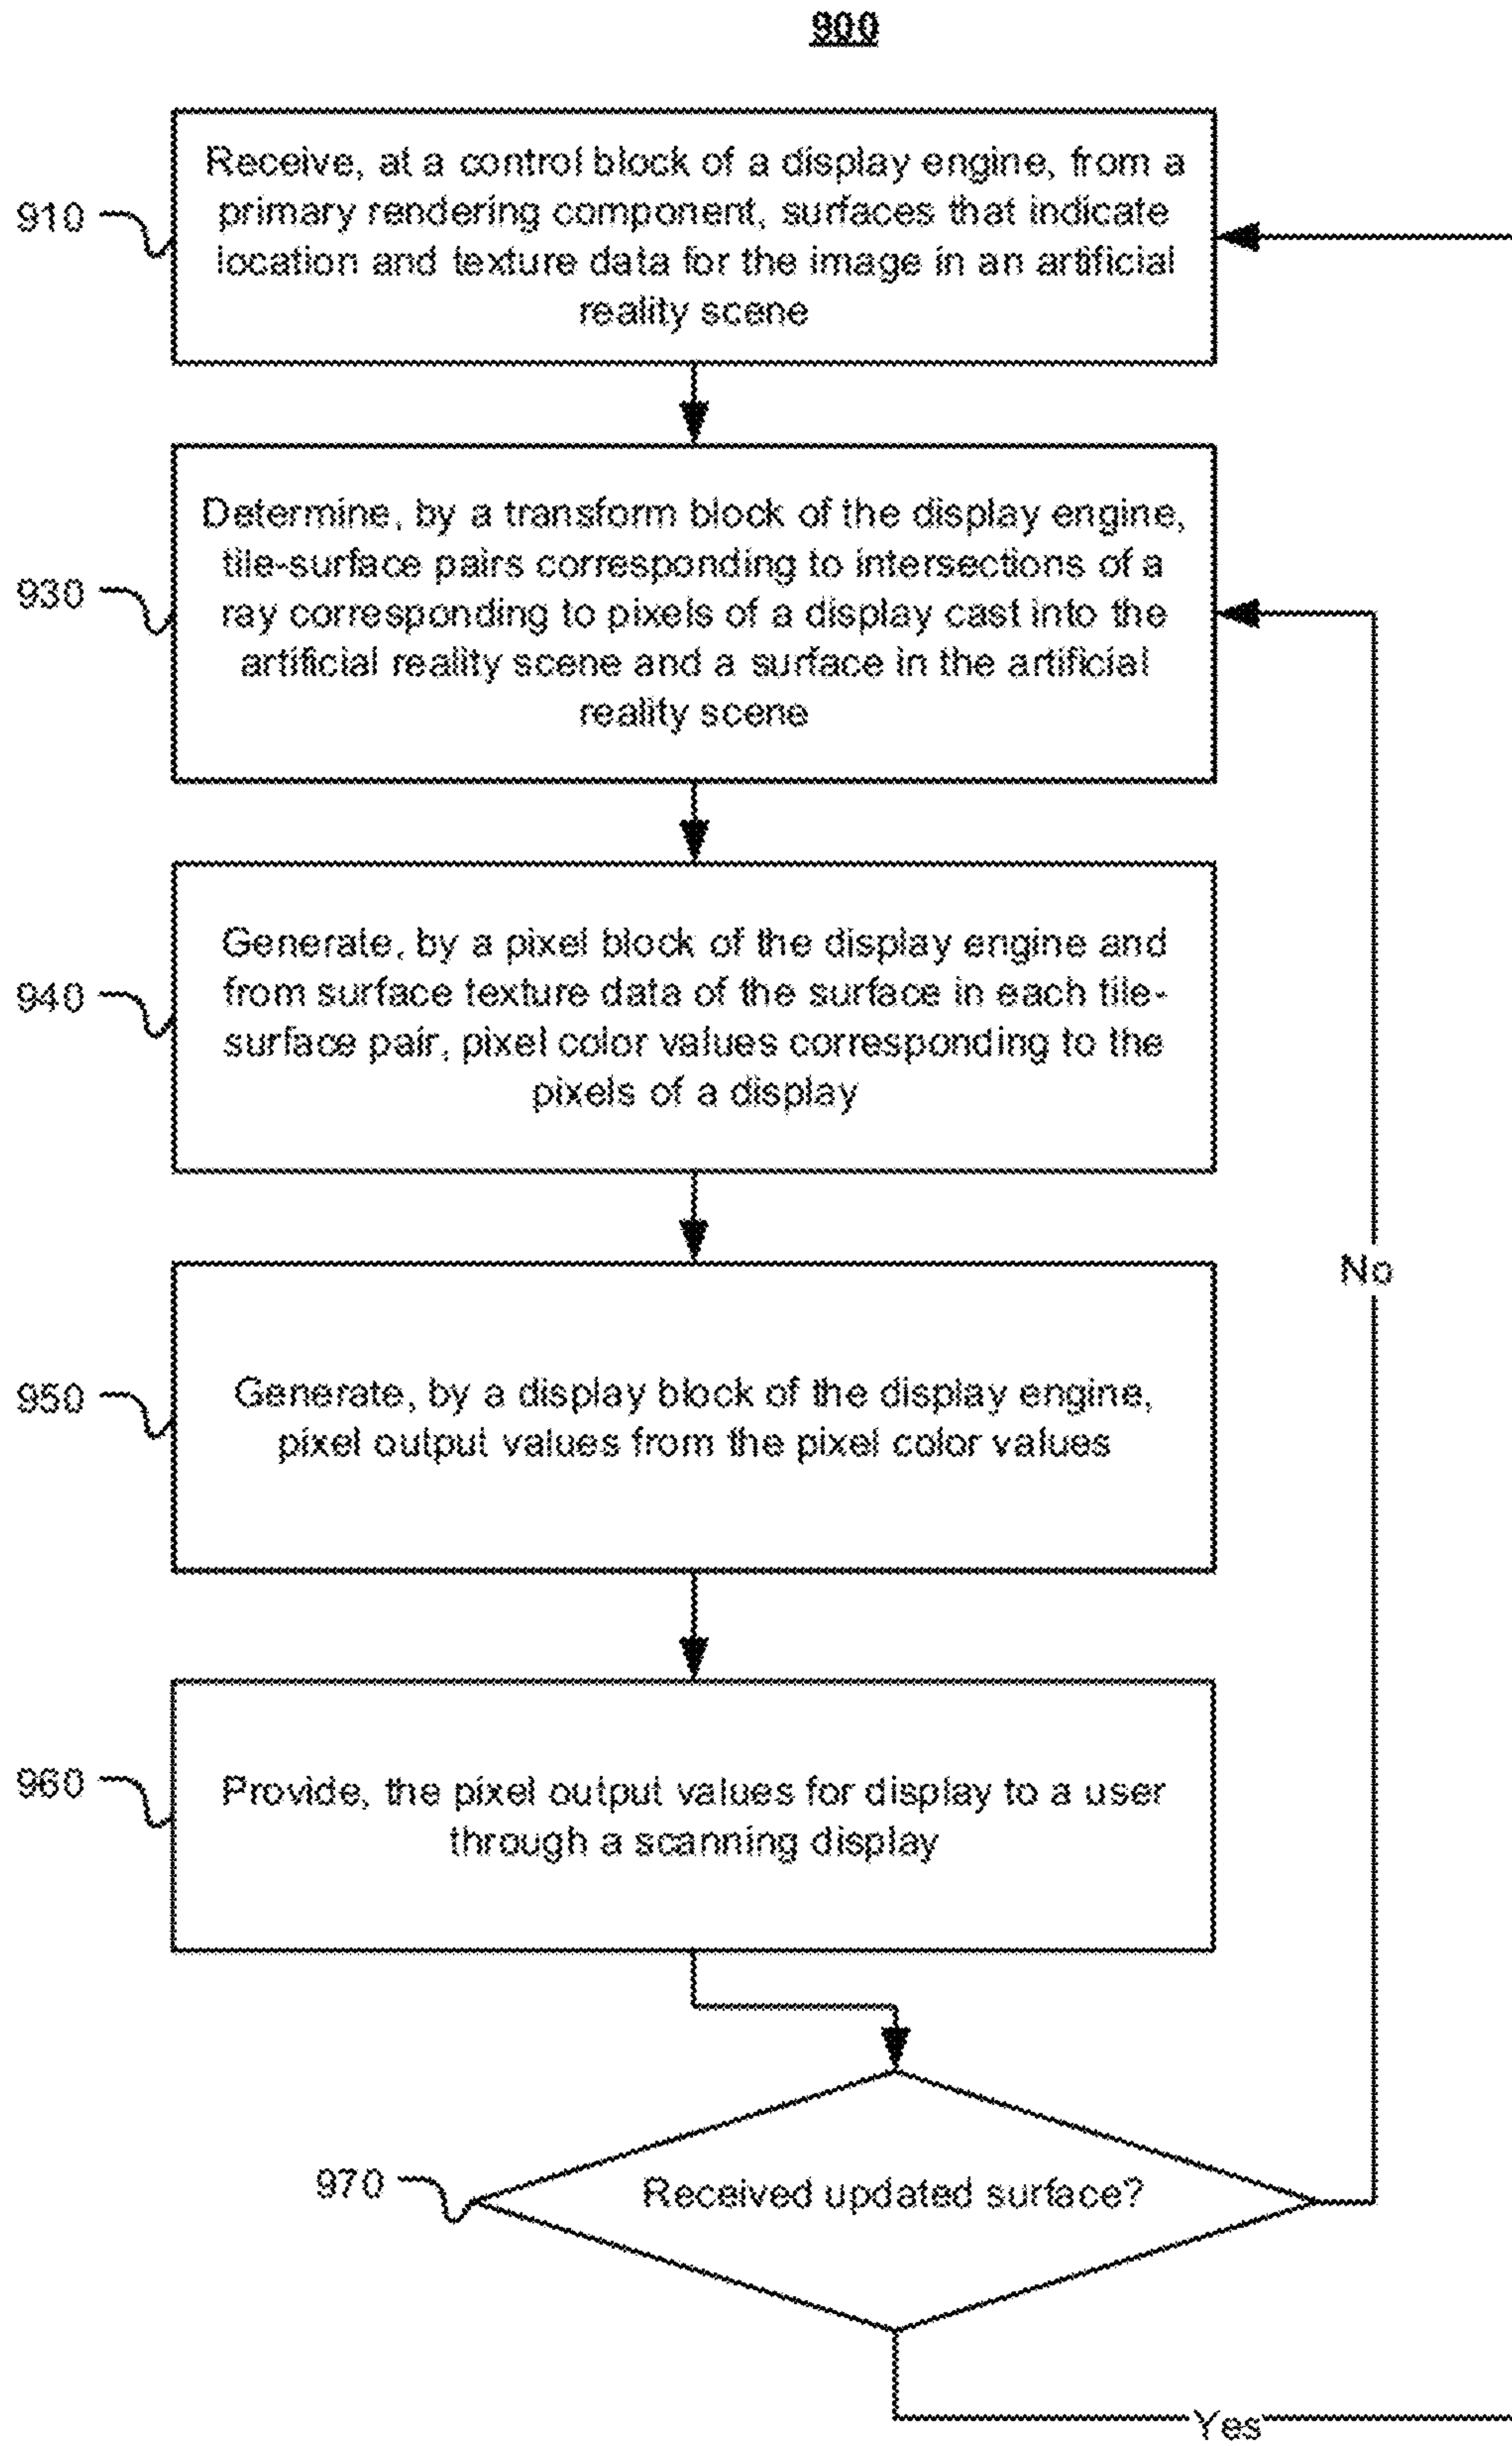 900
910
Receive, at a control block of a display engine, from a
primary rendering component, surfaces that indicate
location and texture data for the image in an artificial
reality scene
930
Determine, by a transform block of the display engine,
tile-surface pairs corresponding to intersections of a
ray corresponding to pixels of a display cast into the
artificial reality scene and a surface in the artificial
reality scene
940
Generate, by a pixel block of the display engine and
from surface texture data of the surface in each tile-
surface pair, pixel color values corresponding to the
pixels of a display
No
950
Generate, by a display block of the display engine,
pixel output values from the pixel color values
960
Provide, the pixel output values for display to a user
through a scanning display
970
Received updated surface?
Yes